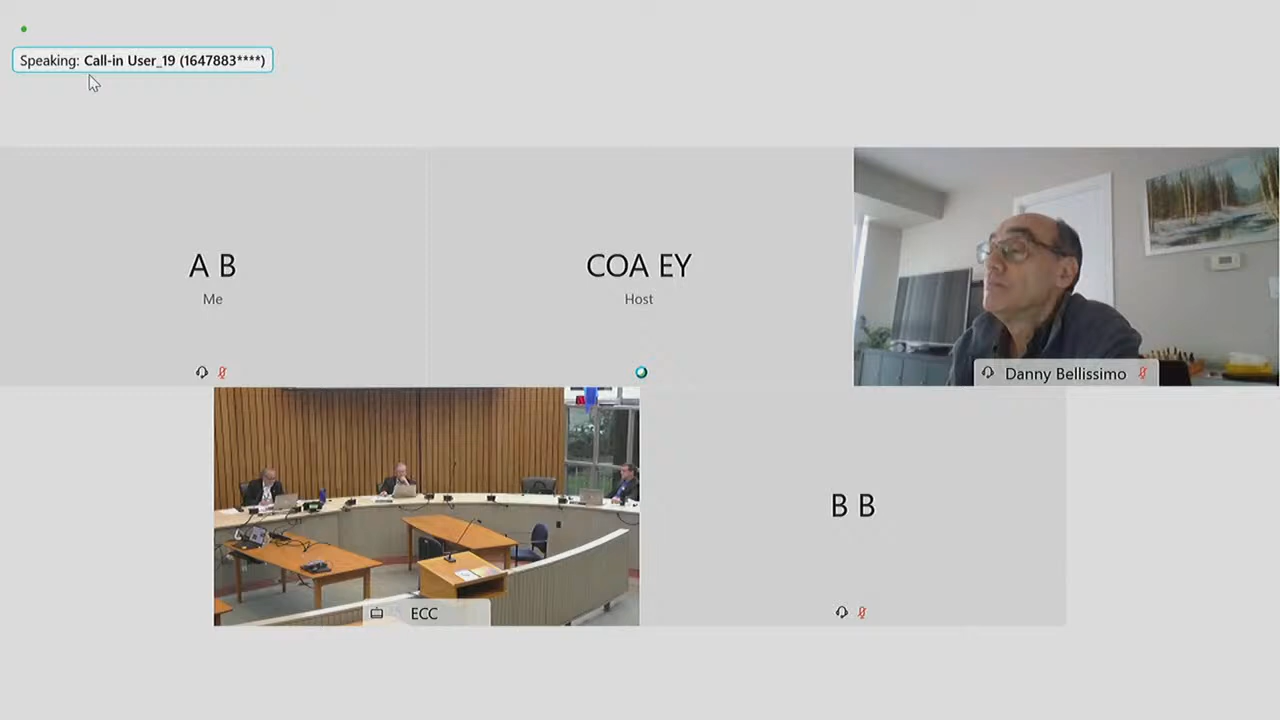 Speaking: Call-in User_19 (1647883****)
A B
Me
COA EY
Host
Danny Bellissimo
ECC
B B